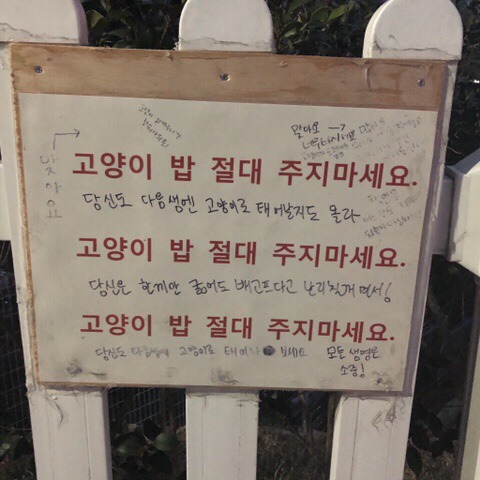 맞아요
고양이 밥 절대 주지마세요.
당신도 다음생엔 고양이로 태어날지도 몰라
고양이 밥 절대 주지마세요.
당신은 한끼만 굶어도 배고프다고 난리칠게 면서!
고양이 밥 절대 주지마세요.
당신도 다음생에 고양이로 태어나 보세요
모든 생명은
소중!